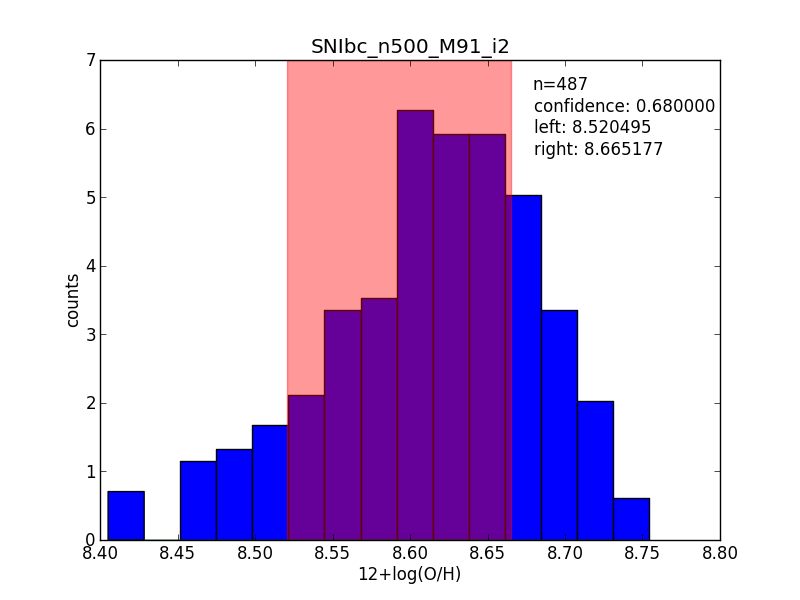 SNIbc_n500_M91_i2
n=487
confidence: 0.680000
left: 8.520495
right: 8.665177
7
6
5
4
3
2
1
0
counts
8.40 8.45 8.50 8.55 8.60 8.65 8.70 8.75 8.80
12+log(O/H)